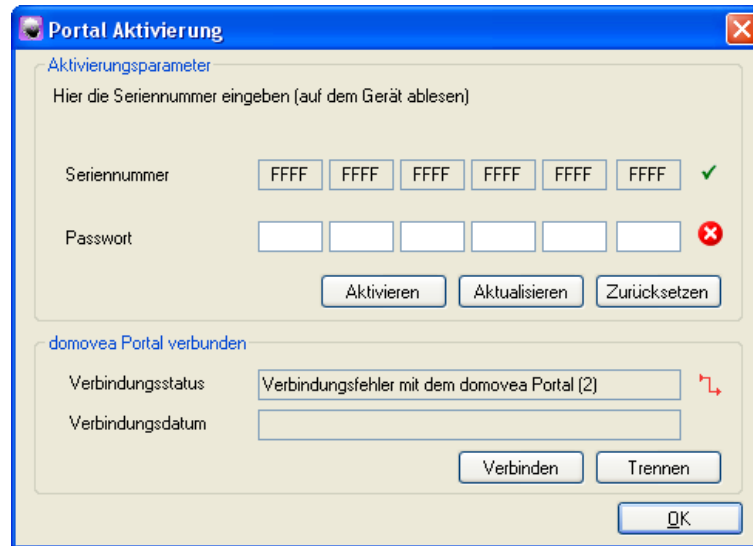 Portal Aktivierung
Aktivierungsparameter
Hier die Seriennummer eingeben (auf dem Gerät ablesen)
Seriennummer FFFF FFFF FFFF FFFF FFFF FFFF
Passwort
Aktivieren Aktualisieren Zurücksetzen
domovea Portal verbunden
Verbindungsstatus Verbindungsfehler mit dem domovea Portal (2)
Verbindungsdatum
Verbinden Trennen
OK